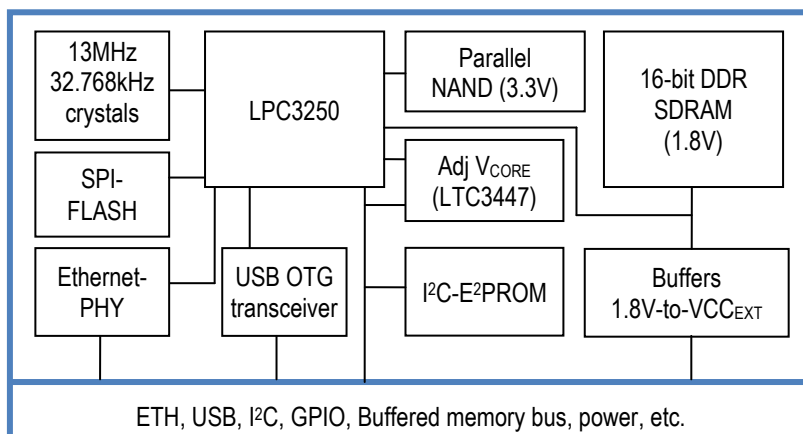 13MHz
32.768kHz
crystals
LPC3250
Parallel
NAND (3.3V)
16-bit DDR
SDRAM
(1.8V)
SPI-
FLASH
Adj VCORE
(LTC3447)
Ethernet-
PHY
USB OTG
transceiver
I²C-E²PROM
Buffers
1.8V-to-VCCEXT
ETH, USB, I²C, GPIO, Buffered memory bus, power, etc.